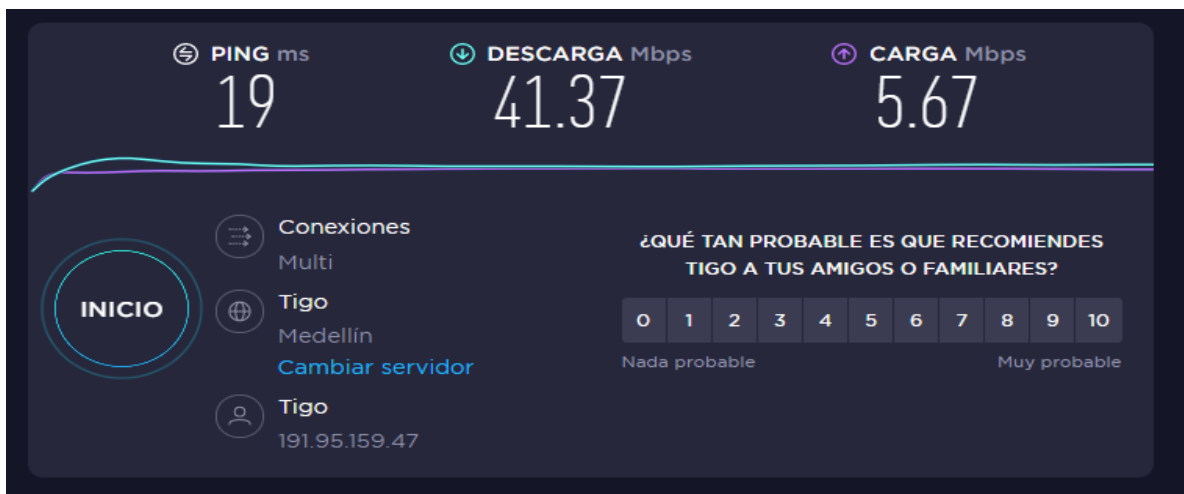 PING ms
19
DESCARGA Mbps
41.37
CARGA Mbps
5.67
INICIO
Conexiones
Multi
Tigo
Medellín
Cambiar servidor
Tigo
191.95.159.47
¿QUÉ TAN PROBABLE ES QUE RECOMIENDES
TIGO A TUS AMIGOS O FAMILIARES?
0 1 2 3 4 5 6 7 8 9 10
Nada probable Muy probable